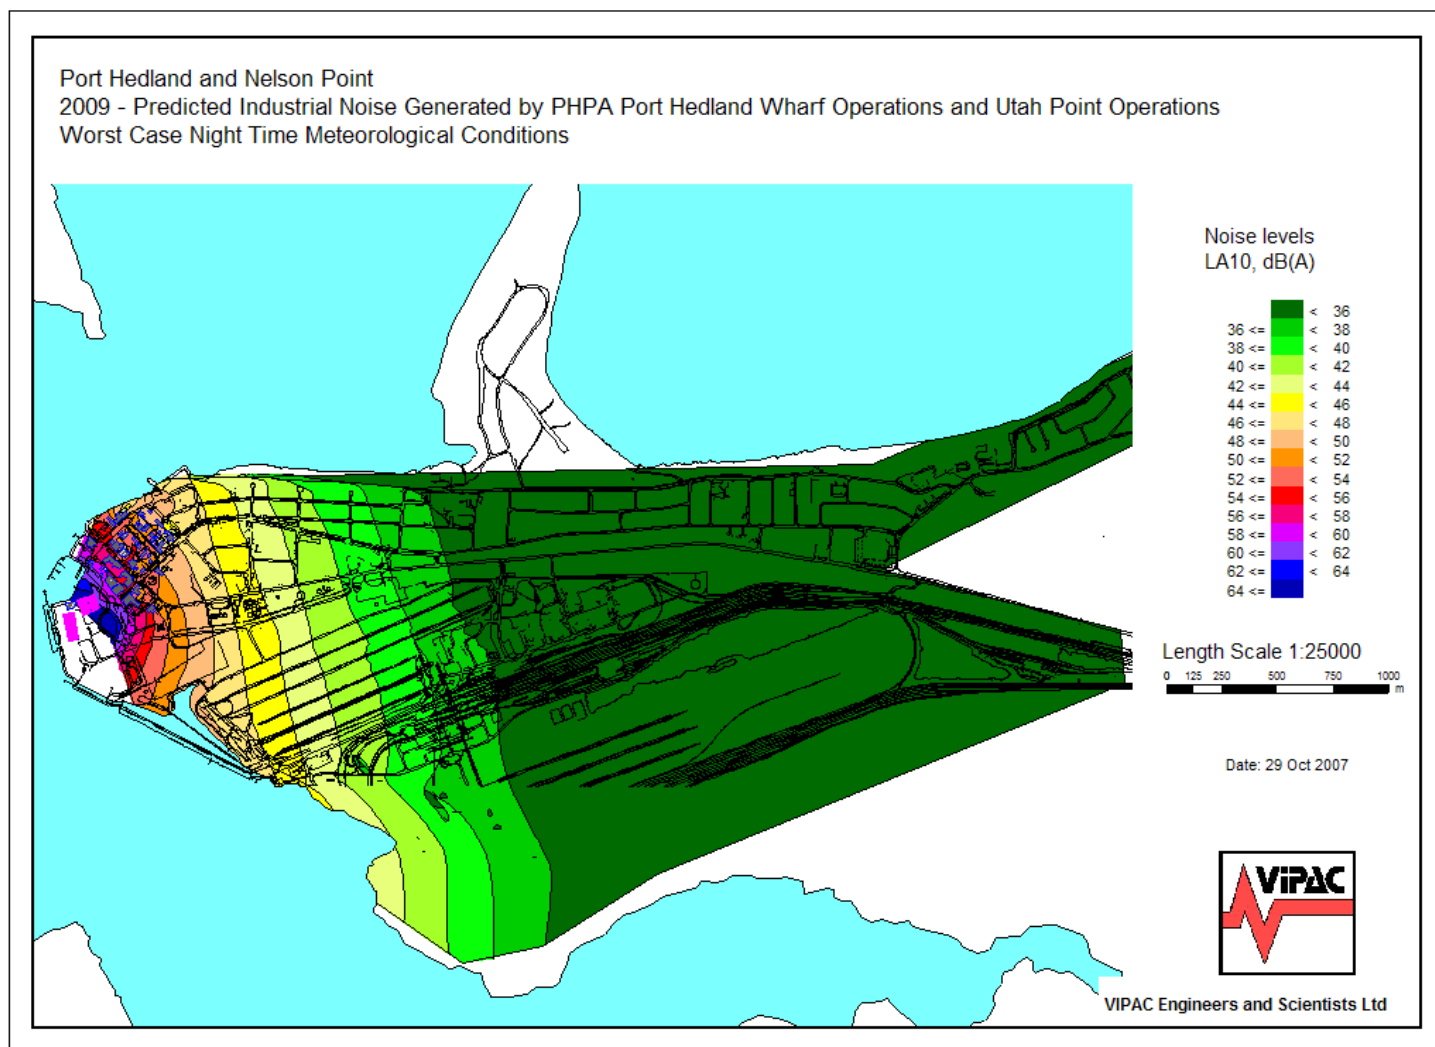 Port Hedland and Nelson Point
2009 - Predicted Industrial Noise Generated by PHPA Port Hedland Wharf Operations and Utah Point Operations
Worst Case Night Time Meteorological Conditions
Noise levels
LA10, dB(A)
< 36
36 <= < 38
38 <= < 40
40 <= < 42
42 <= < 44
44 <= < 46
46 <= < 48
48 <= < 50
50 <= < 52
52 <= < 54
54 <= < 56
56 <= < 58
58 <= < 60
60 <= < 62
62 <= < 64
64 <=
Length Scale 1:25000
0 125 250 500 750 1000
m
Date: 29 Oct 2007
VIPAC
VIPAC Engineers and Scientists Ltd